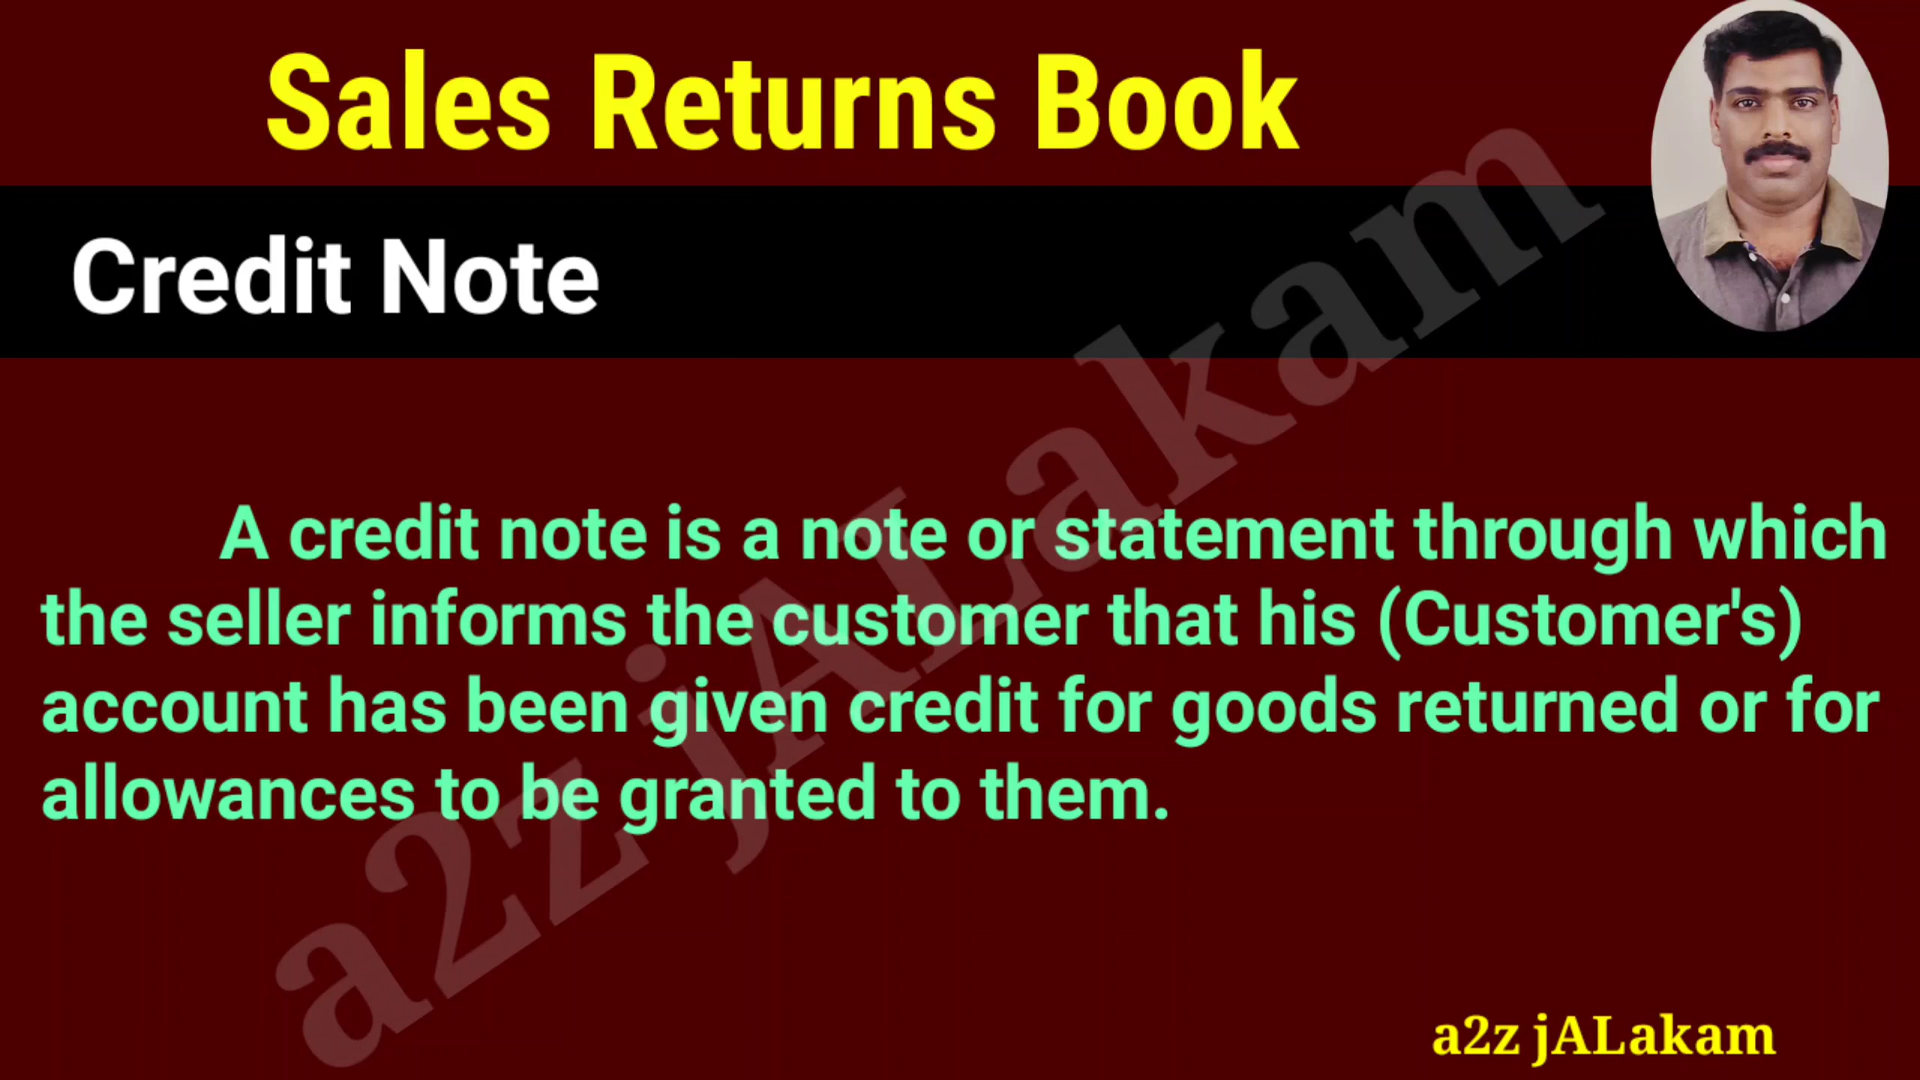 Sales Returns Book
Credit Note
A credit note is a note or statement through which
the seller informs the customer that his (Customer's)
account has been given credit for goods returned or for
allowances to be granted to them.
a2z jALakam
a2z jALakam